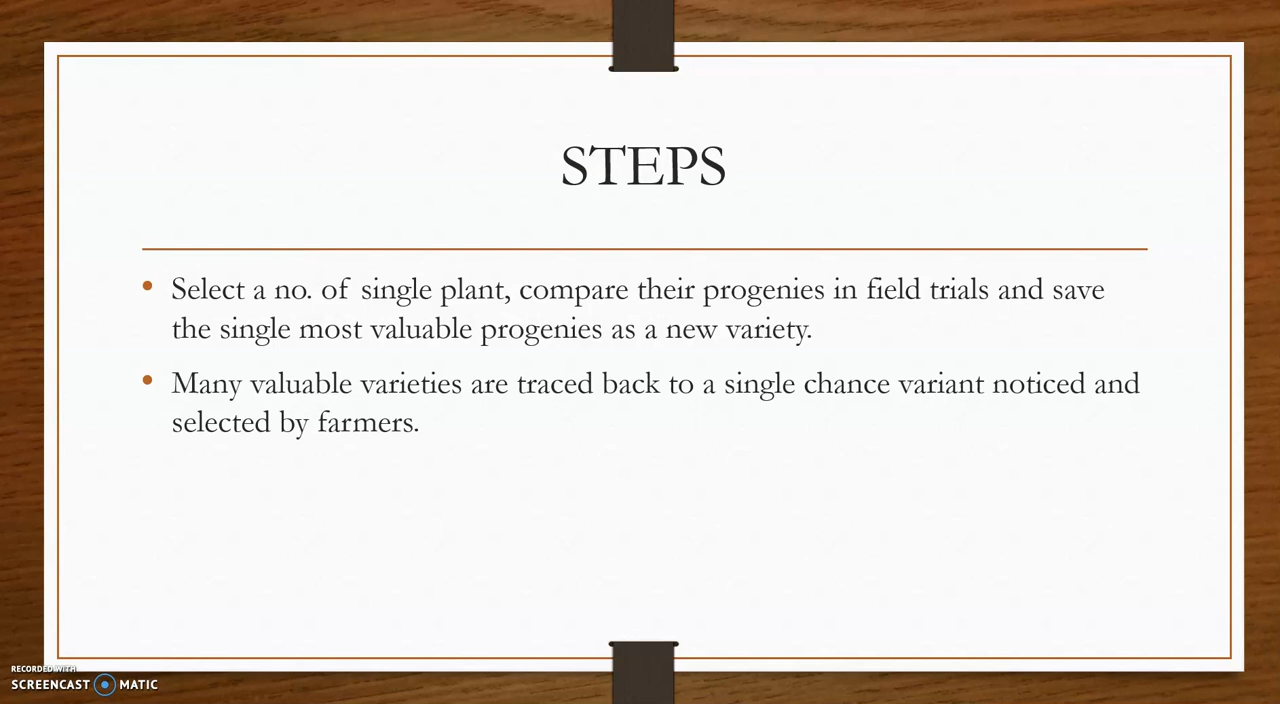 STEPS
• Select a no. of single plant, compare their progenies in field trials and save
the single most valuable progenies as a new variety.
• Many valuable varieties are traced back to a single chance variant noticed and
selected by farmers.
RECORDED WITH
SCREENCAST MATIC